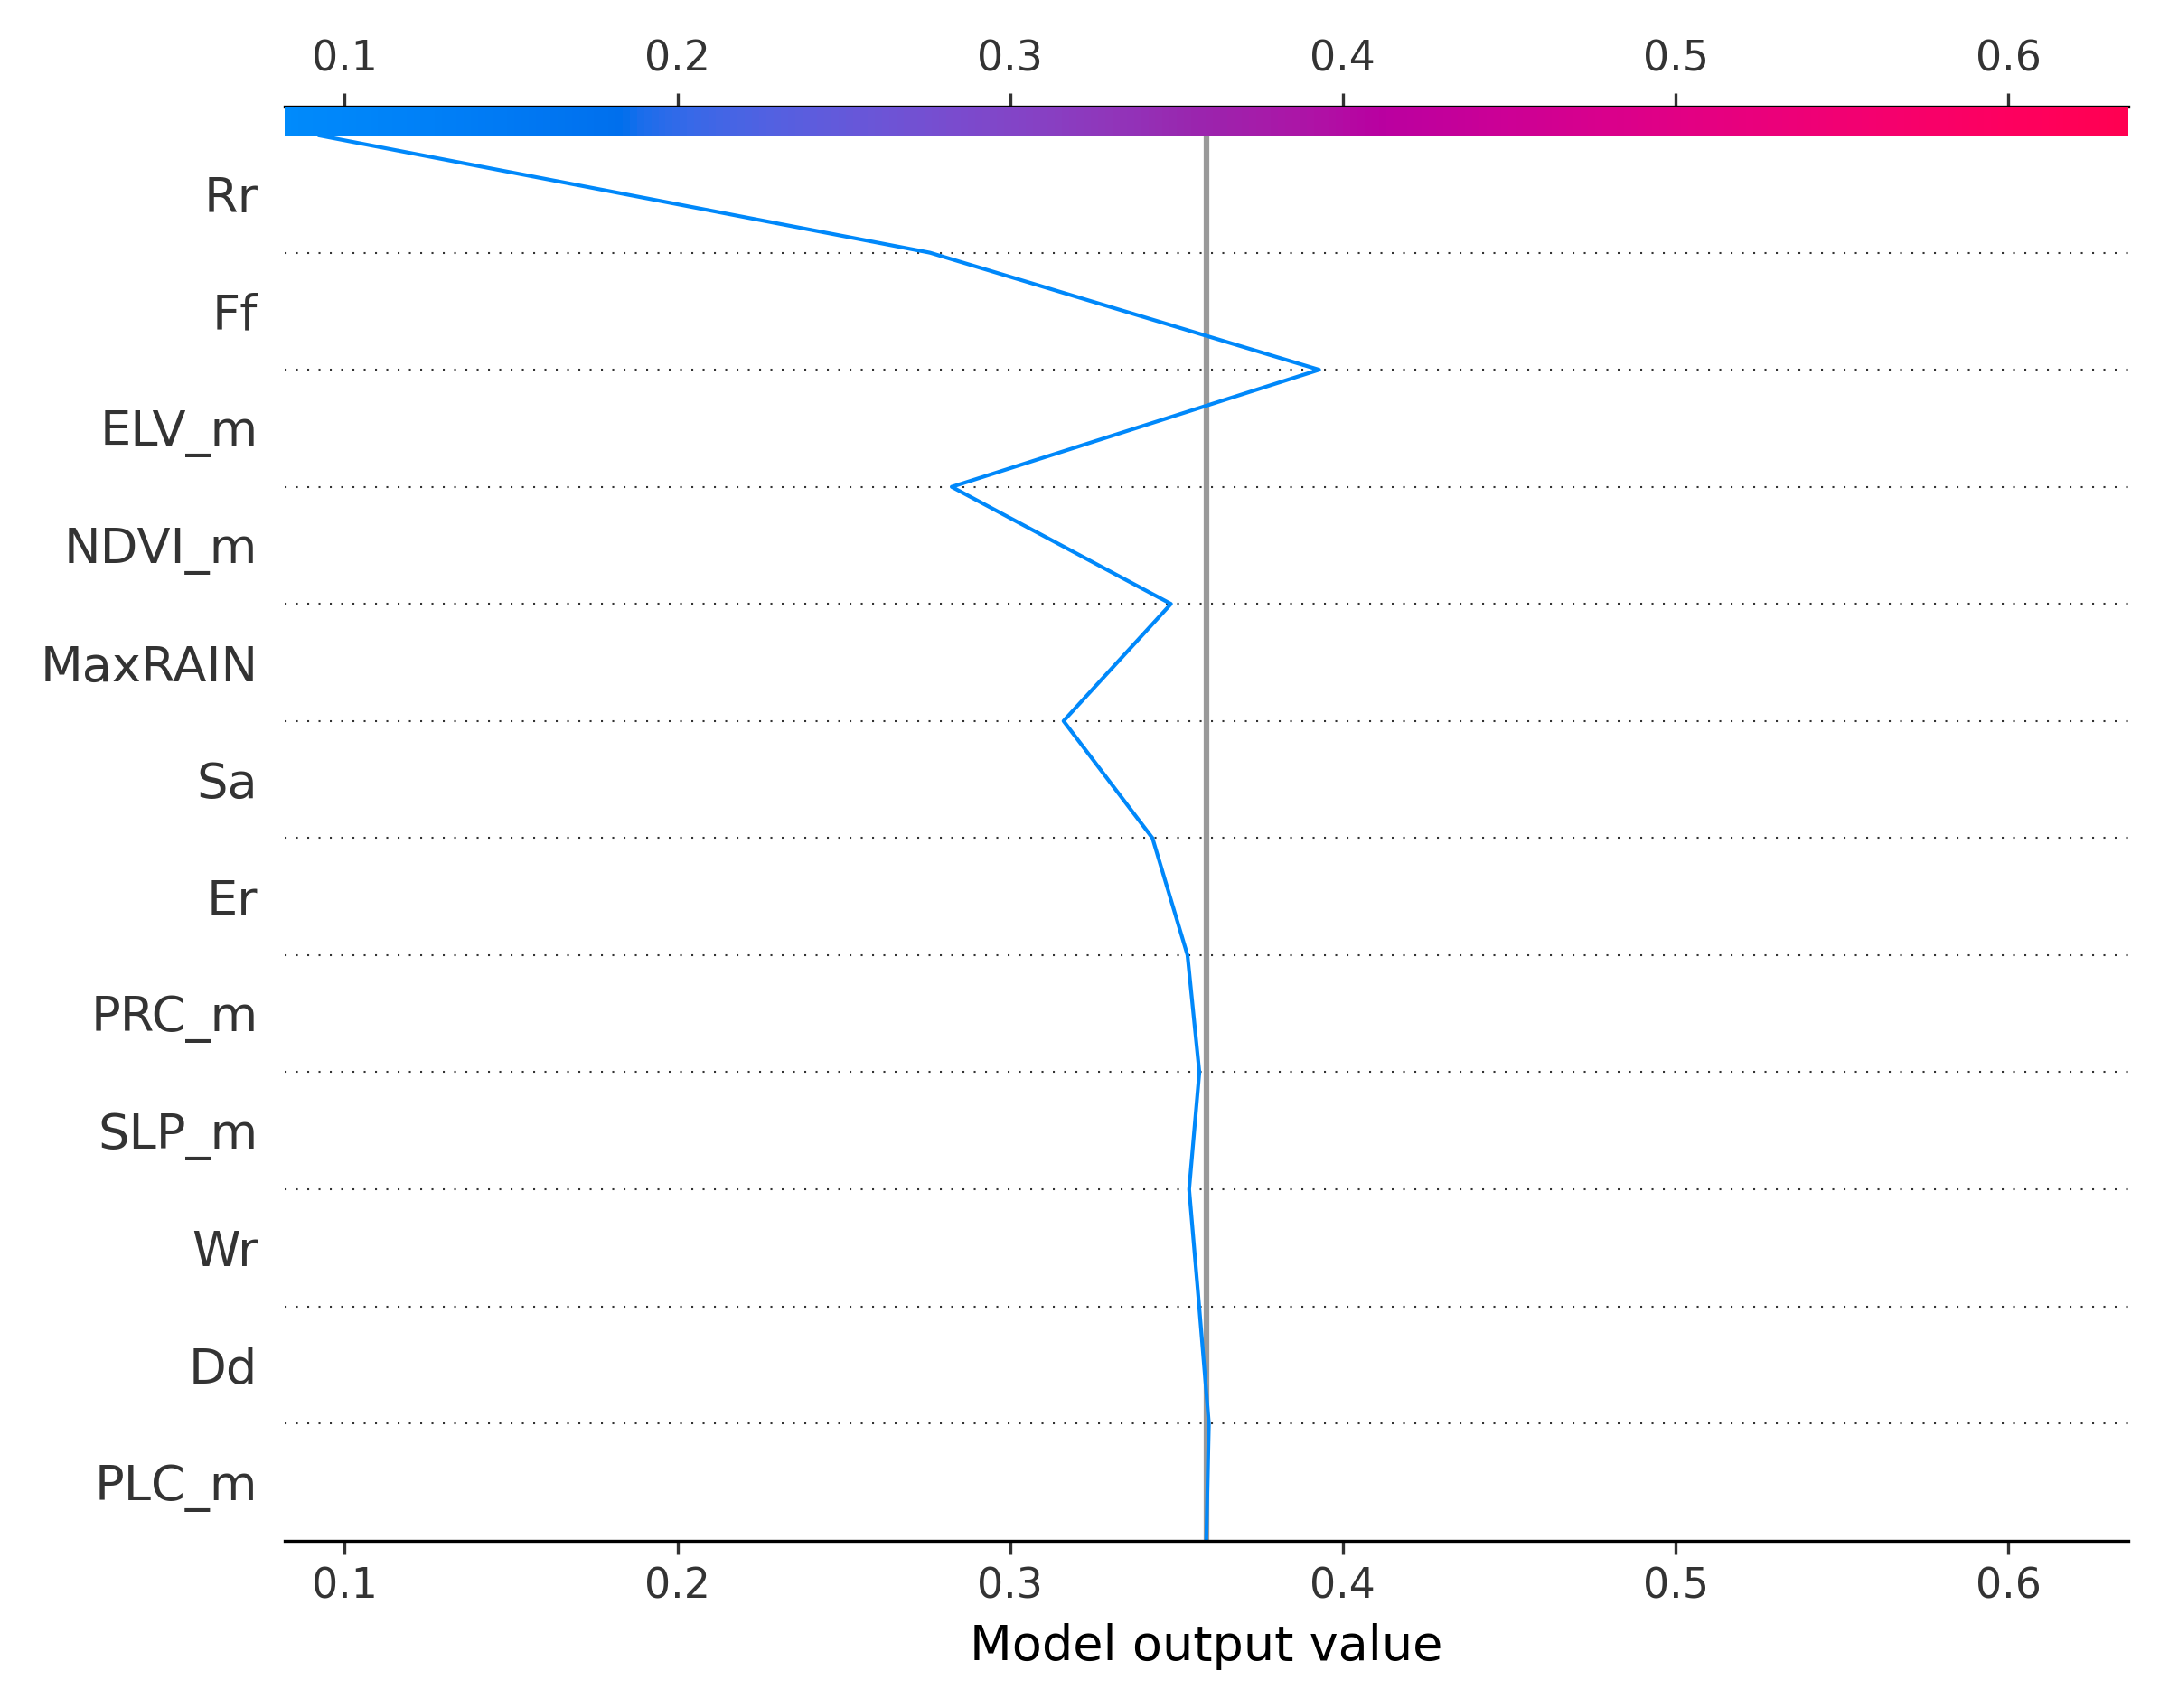 0.1 0.2 0.3 0.4 0.5 0.6
Rr
Ff
ELV_m
NDVI_m
MaxRAIN
Sa
Er
PRC_m
SLP_m
Wr
Dd
PLC_m
0.1 0.2 0.3 0.4 0.5 0.6
Model output value